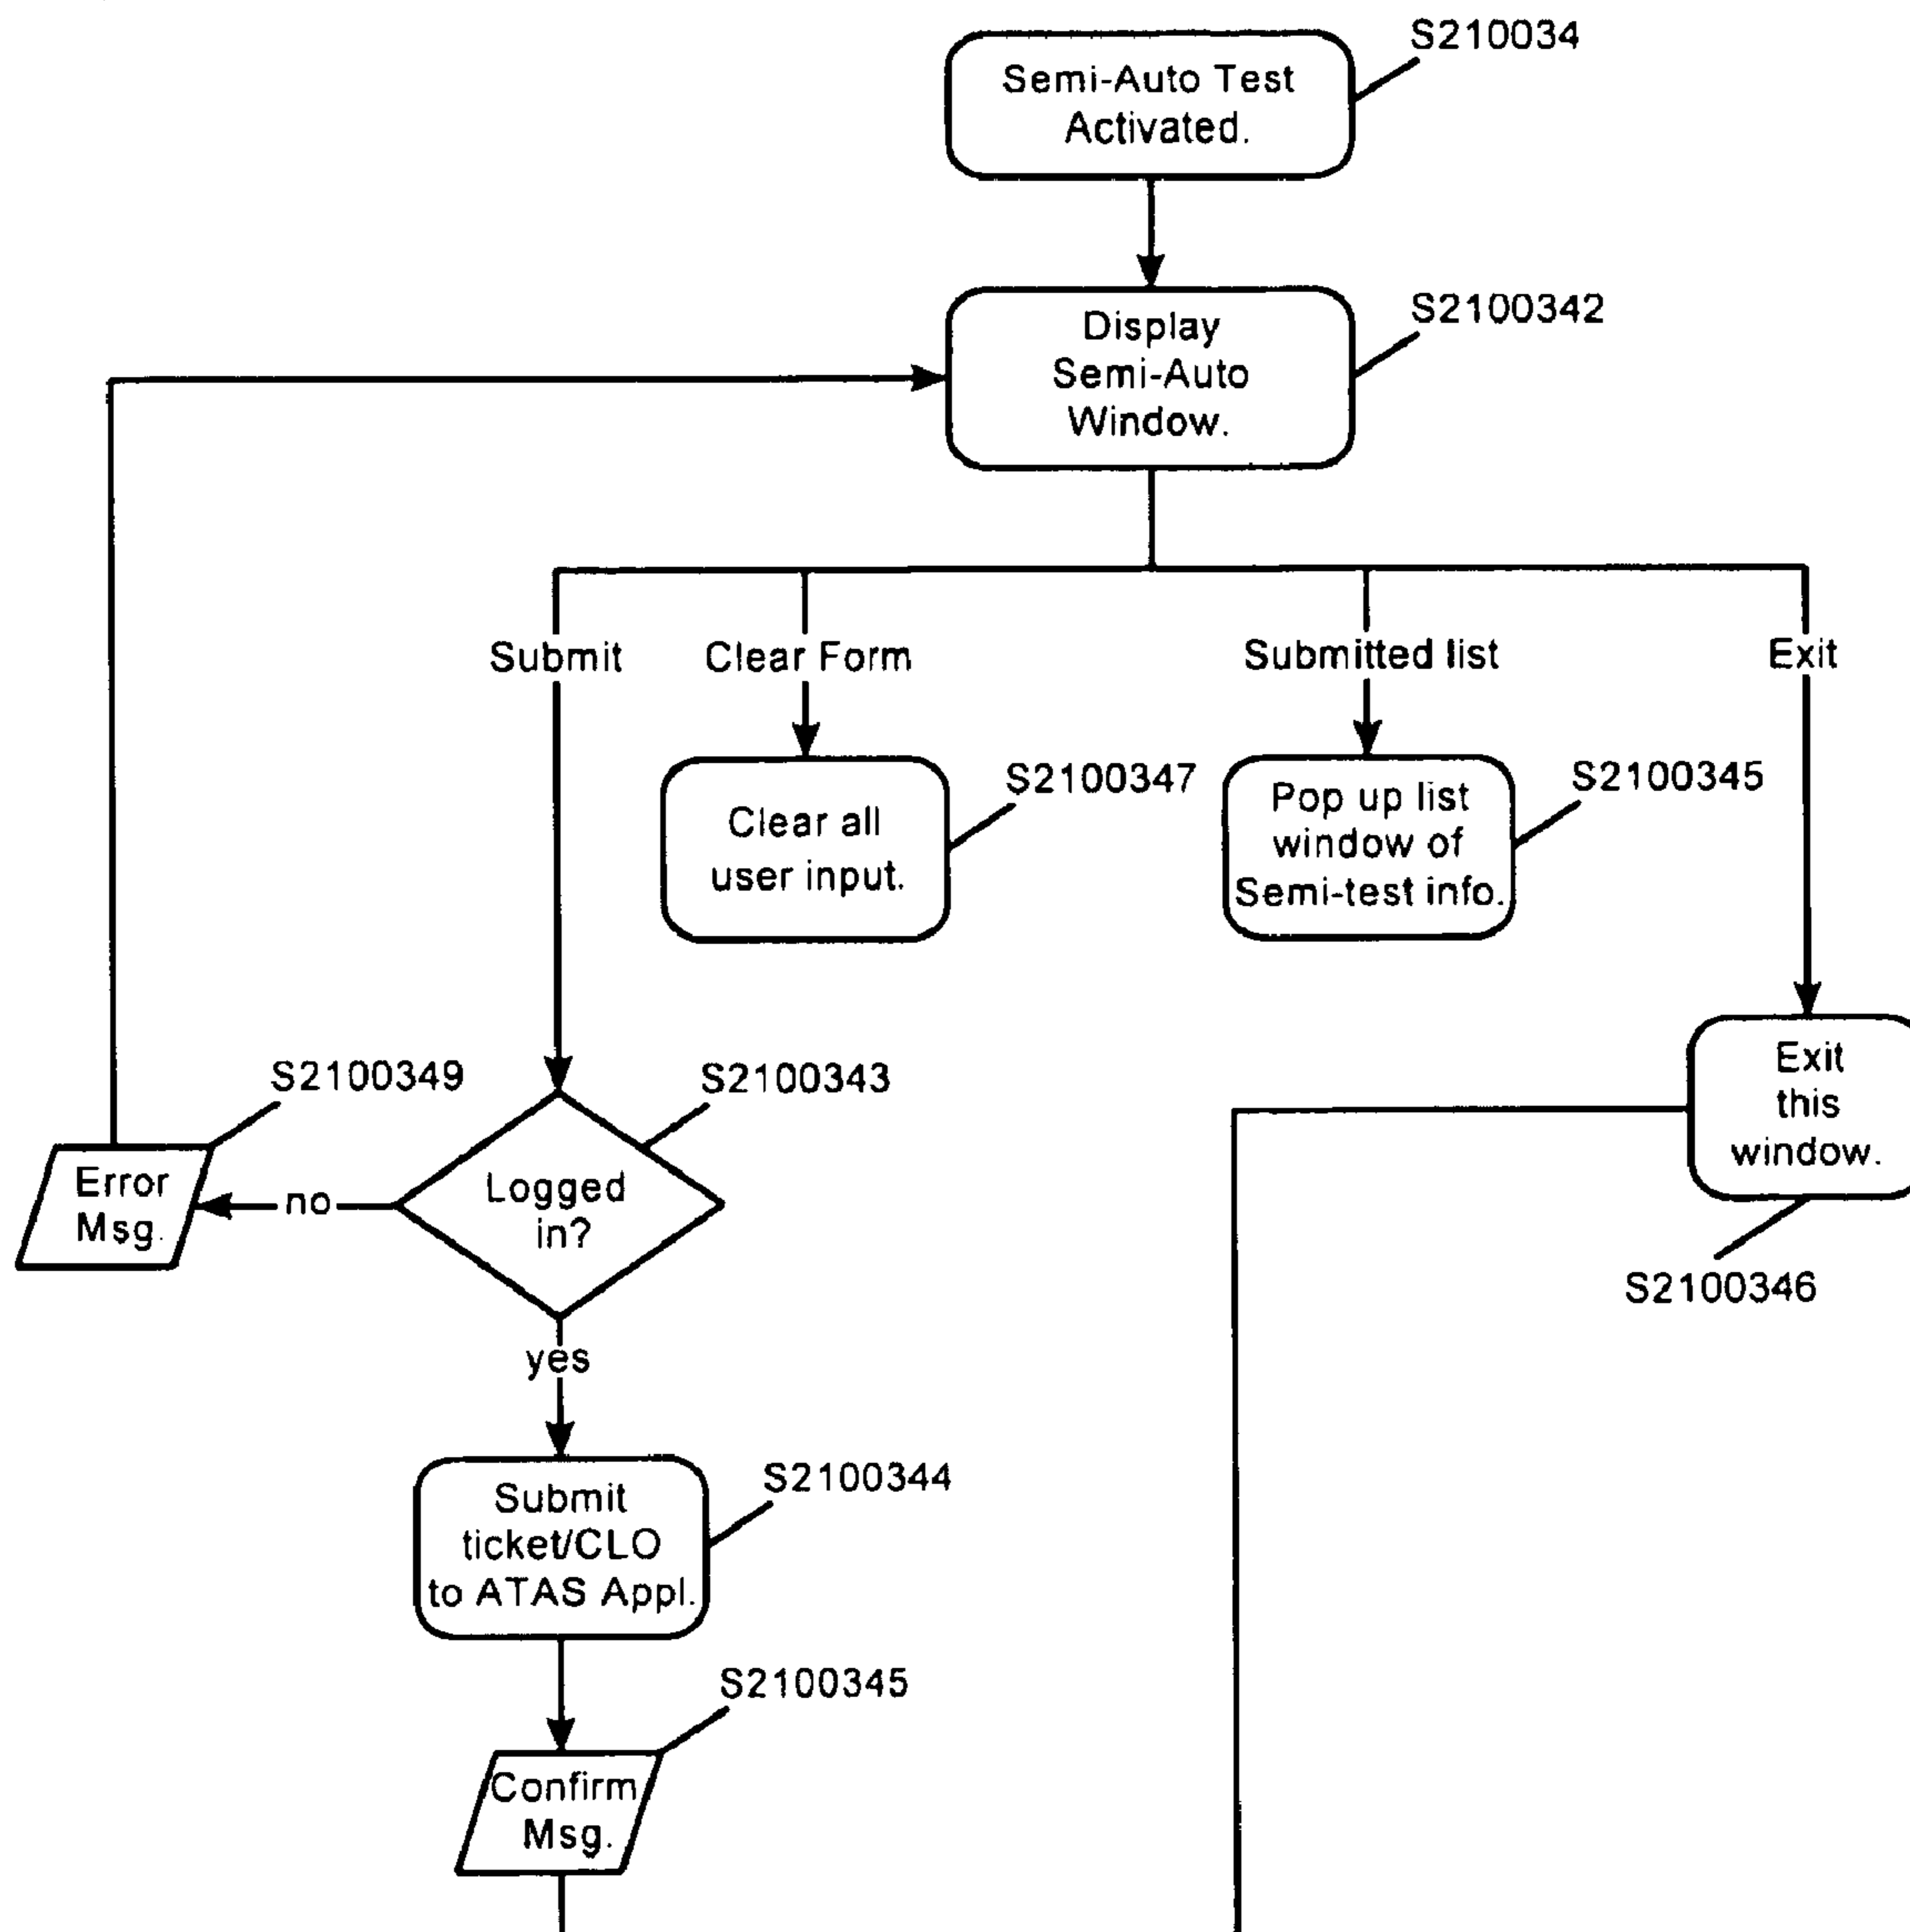 S210034
Semi-Auto Test
Activated.
S2100342
Display
Semi-Auto
Window.
Submit
Clear Form
Submitted list
Exit
S2100347
Clear all
user input.
S2100345
Pop up list
window of
Semi-test info.
Exit
this
window.
S2100346
S2100349
Error
Msg.
no
S2100343
Logged
in?
yes
S2100344
Submit
ticket/CLO
to ATAS Appl.
S2100345
Confirm
Msg.